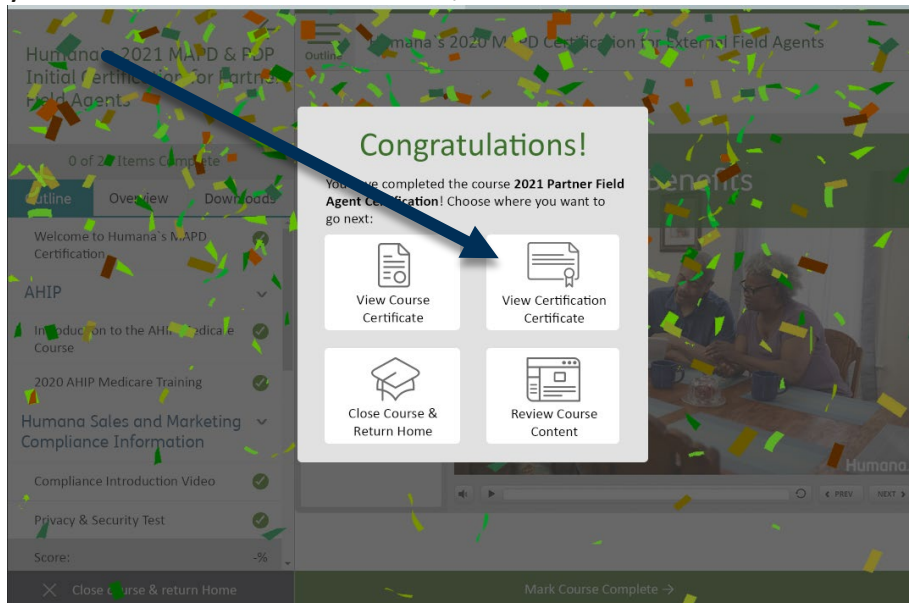 Humana's 2021 MAPD & PDP
Initial Certification for Partner
Field Agents
0 of 2 Items Complete
Outline
Overview
Downloads
Welcome to Humana's MAPD
Certification
AHIP
Introduction to the AHIP Medicare
Course
2020 AHIP Medicare Training
Humana Sales and Marketing
Compliance Information
Compliance Introduction Video
Privacy & Security Test
Score:
-%
Close course & return Home
Outline
Humana's 2020 MAPD Certification for External Field Agents
Benefits
Congratulations!
You have completed the course 2021 Partner Field
Agent Certification! Choose where you want to
go next:
View Course
Certificate
View Certification
Certificate
Close Course &
Return Home
Review Course
Content
Humana
PREV
NEXT
Mark Course Complete →